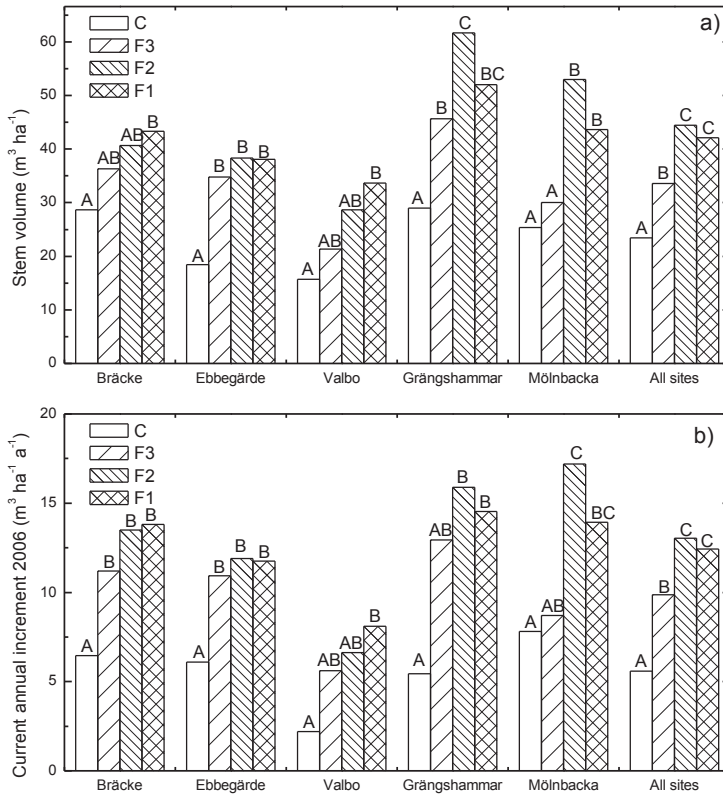 a)
C
F3
F2
F1
Stem volume (m³ ha⁻¹)
60
50
40
30
20
10
0
A AB AB B
A B B B
A AB AB B
A B C BC
A A B B
A B C C
Bräcke Ebbegärde Valbo Grängshammar Mölnbacka All sites
b)
C
F3
F2
F1
Current annual increment 2006 (m³ ha⁻¹ a⁻¹)
20
15
10
5
0
A B B B
A B B B
A AB AB B
A AB B B
A AB C BC
A B C C
Bräcke Ebbegärde Valbo Grängshammar Mölnbacka All sites